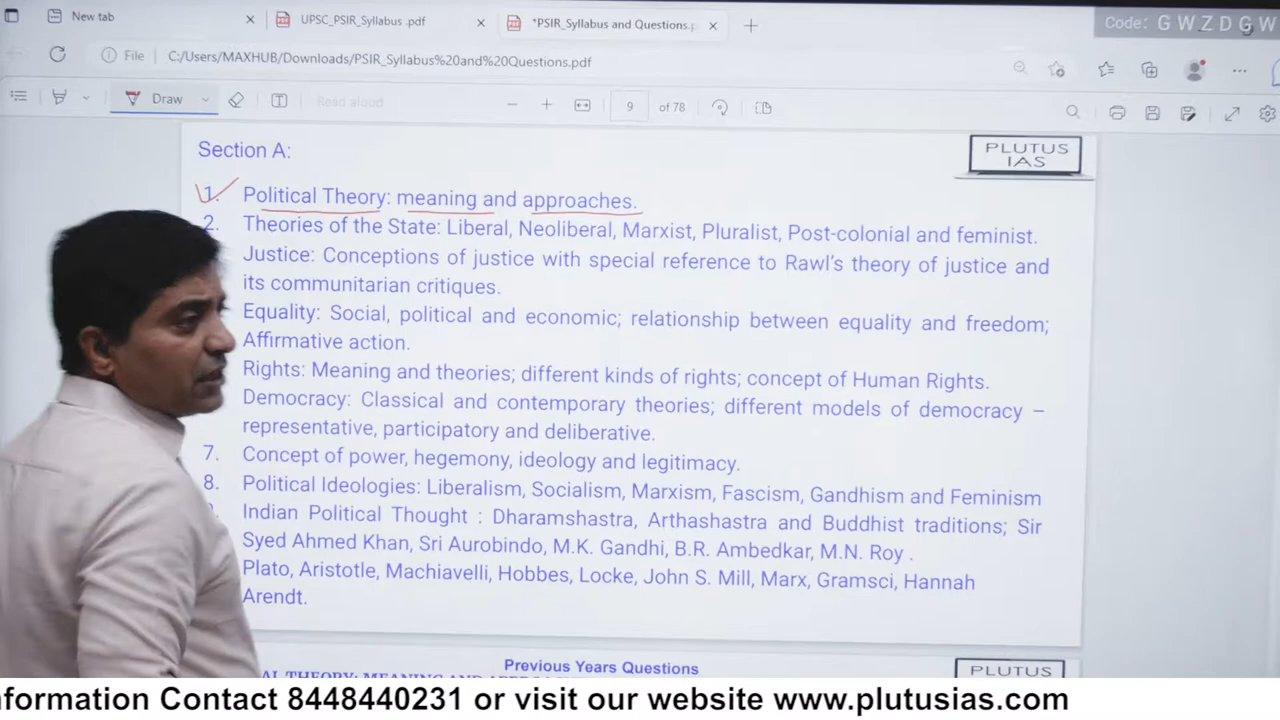 New tab
UPSC_PSIR_Syllabus .pdf
*PSIR_Syllabus and Questions.p
Code: G W Z D G W
File
C:/Users/MAXHUB/Downloads/PSIR_Syllabus%20and%20Questions.pdf
Draw
Read aloud
9 of 78
Section A:
PLUTUS
IAS
1. Political Theory: meaning and approaches.
2. Theories of the State: Liberal, Neoliberal, Marxist, Pluralist, Post-colonial and feminist.
Justice: Conceptions of justice with special reference to Rawl's theory of justice and
its communitarian critiques.
Equality: Social, political and economic; relationship between equality and freedom;
Affirmative action.
Rights: Meaning and theories; different kinds of rights; concept of Human Rights.
Democracy: Classical and contemporary theories; different models of democracy –
representative, participatory and deliberative.
7. Concept of power, hegemony, ideology and legitimacy.
8. Political Ideologies: Liberalism, Socialism, Marxism, Fascism, Gandhism and Feminism
Indian Political Thought : Dharamshastra, Arthashastra and Buddhist traditions; Sir
Syed Ahmed Khan, Sri Aurobindo, M.K. Gandhi, B.R. Ambedkar, M.N. Roy .
Plato, Aristotle, Machiavelli, Hobbes, Locke, John S. Mill, Marx, Gramsci, Hannah
Arendt.
Previous Years Questions
PLUTUS
nformation Contact 8448440231 or visit our website www.plutusias.com